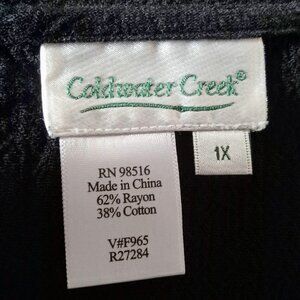 Coldwater Creek®
1X
RN 98516
Made in China
62% Rayon
38% Cotton
V#F965
R27284